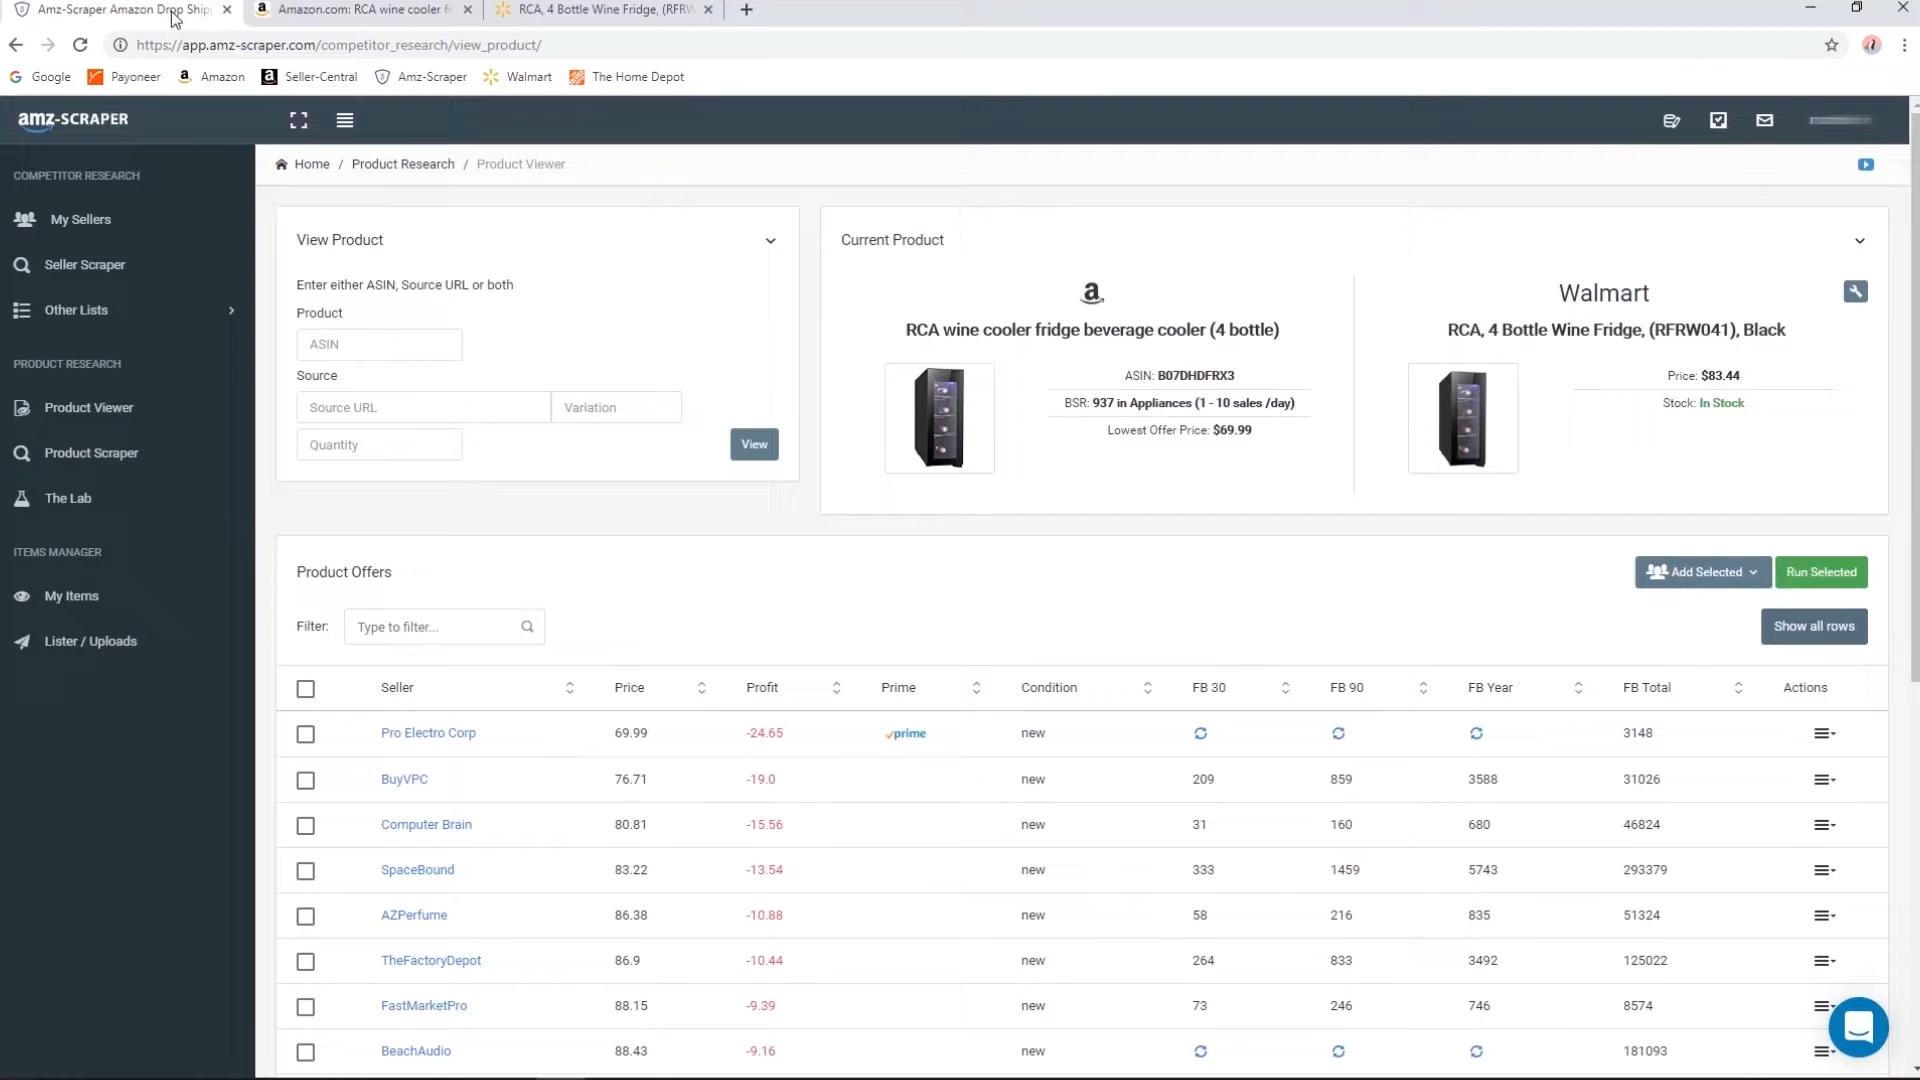 Amz-Scraper Amazon Drop Ship
Amazon.com: RCA wine cooler fr
RCA, 4 Bottle Wine Fridge, (RFRW
https://app.amz-scraper.com/competitor_research/view_product/
Google Payoneer Amazon Seller-Central Amz-Scraper Walmart The Home Depot
amz-SCRAPER
COMPETITOR RESEARCH
My Sellers
Seller Scraper
Other Lists
PRODUCT RESEARCH
Product Viewer
Product Scraper
The Lab
ITEMS MANAGER
My Items
Lister / Uploads
Home / Product Research / Product Viewer
View Product
Enter either ASIN, Source URL or both
Product
ASIN
Source
Source URL Variation
Quantity View
Current Product
a
RCA wine cooler fridge beverage cooler (4 bottle)
ASIN: B07DHDFRX3
BSR: 937 in Appliances (1 - 10 sales /day)
Lowest Offer Price: $69.99
Walmart
RCA, 4 Bottle Wine Fridge, (RFRW041), Black
Price: $83.44
Stock: In Stock
Product Offers Add Selected Run Selected
Filter: Type to filter... Show all rows
Seller Price Profit Prime Condition FB 30 FB 90 FB Year FB Total Actions
Pro Electro Corp 69.99 -24.65 prime new 3148
BuyVPC 76.71 -19.0 new 209 859 3588 31026
Computer Brain 80.81 -15.56 new 31 160 680 46824
SpaceBound 83.22 -13.54 new 333 1459 5743 293379
AZPerfume 86.38 -10.88 new 58 216 835 51324
TheFactoryDepot 86.9 -10.44 new 264 833 3492 125022
FastMarketPro 88.15 -9.39 new 73 246 746 8574
BeachAudio 88.43 -9.16 new 181093